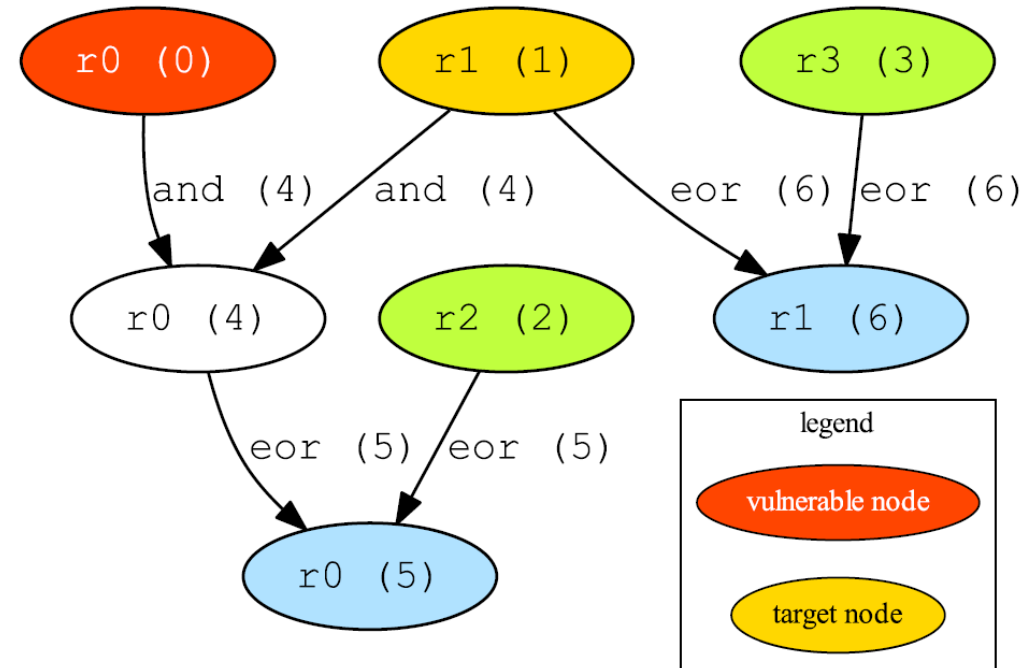 r0 (0)
r1 (1)
r3 (3)
and (4)
and (4)
eor (6)
eor (6)
r0 (4)
r2 (2)
r1 (6)
eor (5)
eor (5)
r0 (5)
legend
vulnerable node
target node